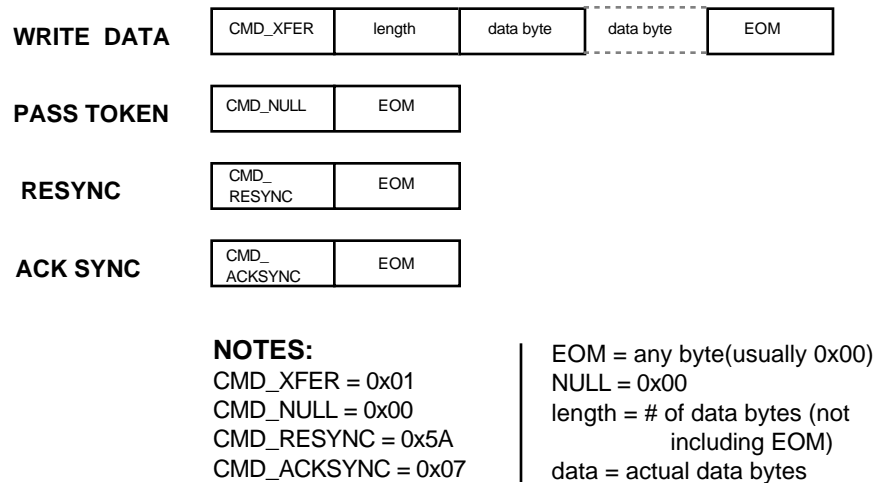 WRITE DATA CMD_XFER length data byte data byte EOM
PASS TOKEN CMD_NULL EOM
RESYNC CMD_
RESYNC EOM
ACK SYNC CMD_
ACKSYNC EOM
NOTES:
CMD_XFER = 0x01
CMD_NULL = 0x00
CMD_RESYNC = 0x5A
CMD_ACKSYNC = 0x07
EOM = any byte(usually 0x00)
NULL = 0x00
length = # of data bytes (not
including EOM)
data = actual data bytes